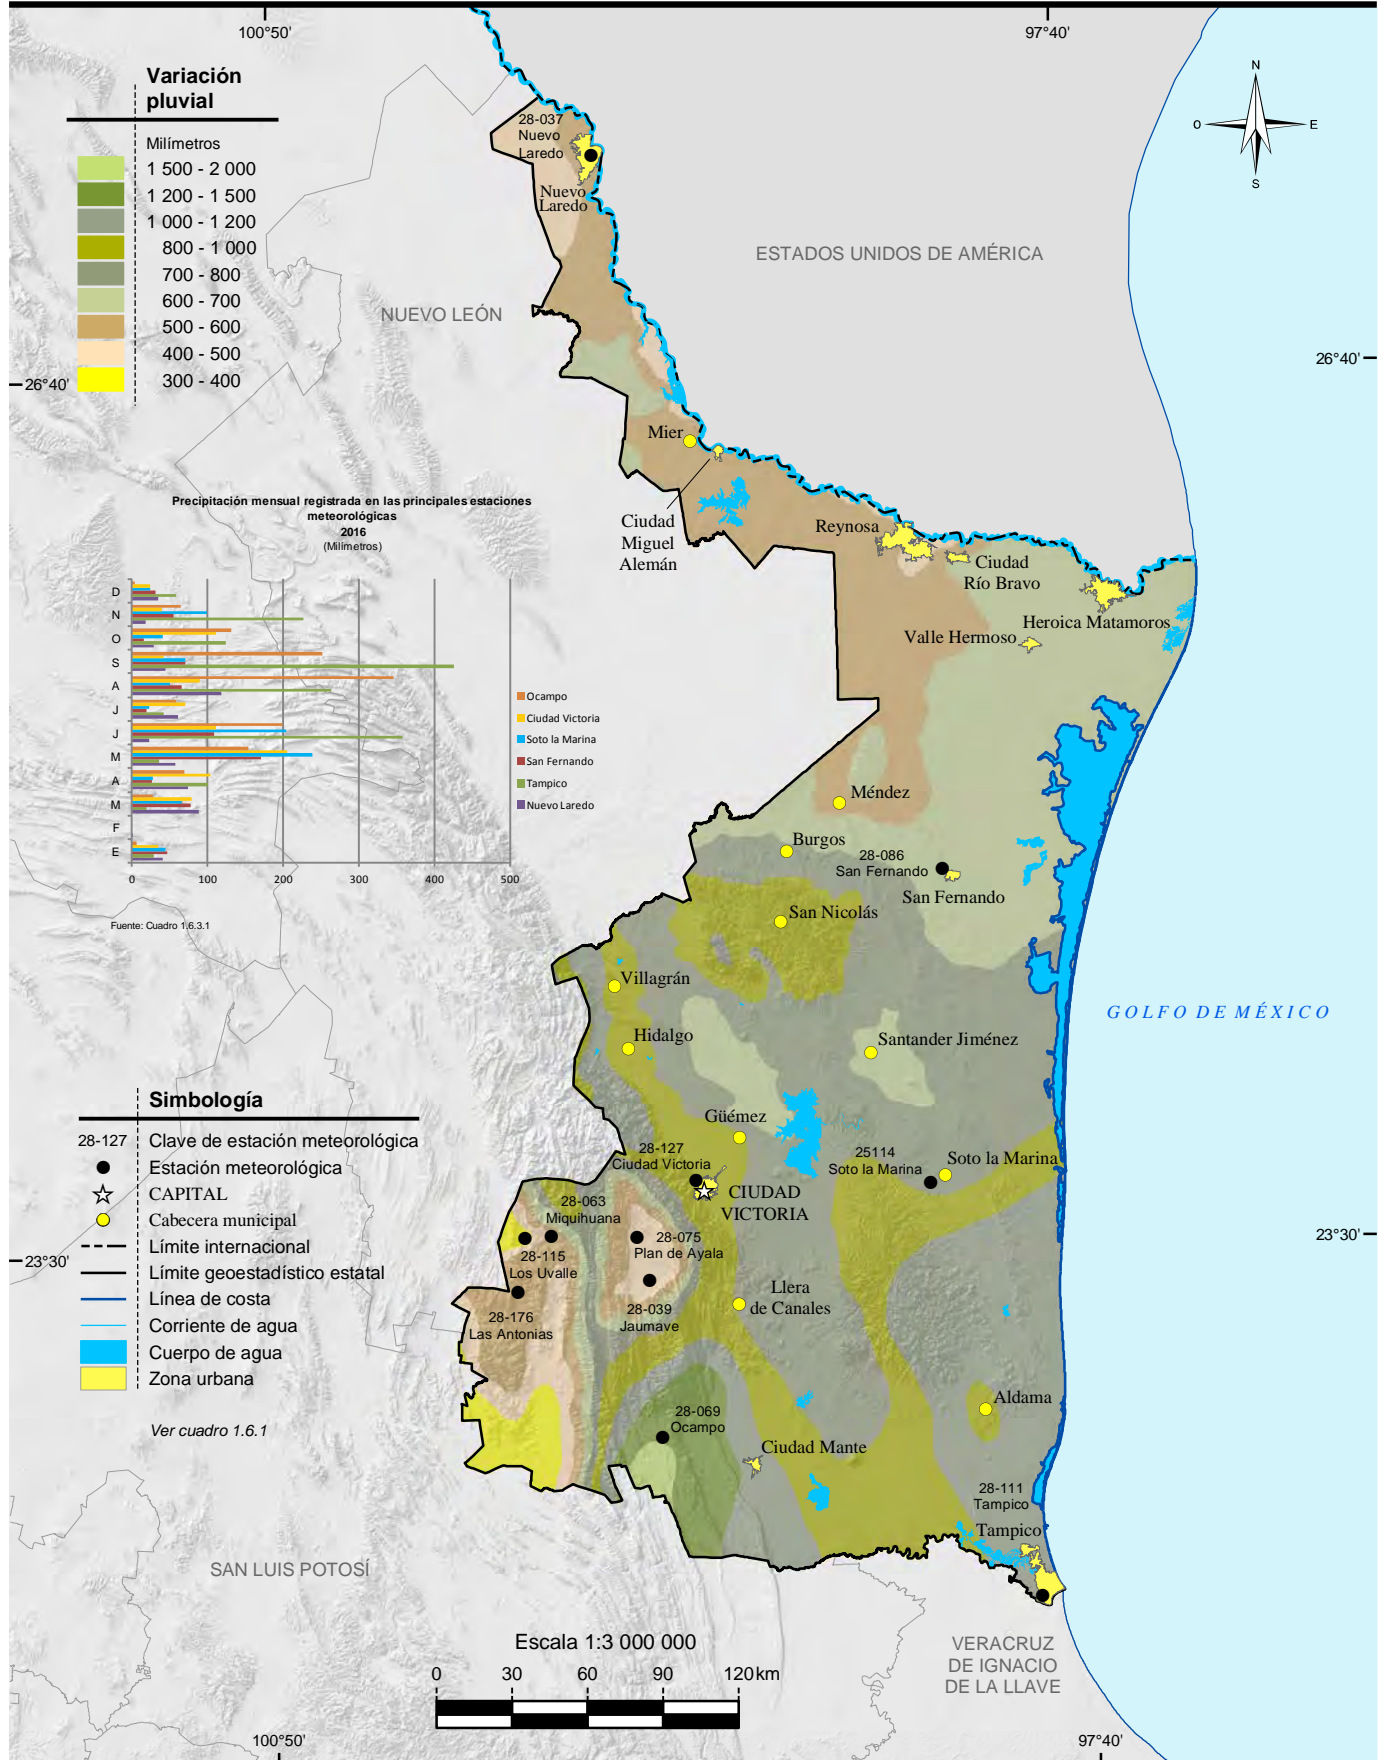 100°50'
97°40'
Variación
pluvial
Milímetros
1 500 - 2 000
1 200 - 1 500
1 000 - 1 200
800 - 1 000
700 - 800
600 - 700
500 - 600
400 - 500
300 - 400
N
O
E
S
28-037
Nuevo
Laredo
Nuevo
Laredo
ESTADOS UNIDOS DE AMÉRICA
NUEVO LEÓN
26°40'
26°40'
Mier
Ciudad
Miguel
Alemán
Reynosa
Ciudad
Río Bravo
Heroica Matamoros
Valle Hermoso
Precipitación mensual registrada en las principales estaciones
meteorológicas
2016
(Milímetros)
D
N
O
S
A
J
J
M
A
M
F
E
0 100 200 300 400 500
Ocampo
Ciudad Victoria
Soto la Marina
San Fernando
Tampico
Nuevo Laredo
Fuente: Cuadro 1.6.3.1
Méndez
Burgos
28-086
San Fernando
San Fernando
San Nicolás
Villagrán
GOLFO DE MÉXICO
Hidalgo
Santander Jiménez
Güémez
28-127
Ciudad Victoria
25114
Soto la Marina
Soto la Marina
CIUDAD
VICTORIA
28-063
Miquihuana
28-075
Plan de Ayala
28-115
Los Uvalle
23°30'
23°30'
28-176
Las Antonias
28-039
Jaumave
Llera
de Canales
28-069
Ocampo
Aldama
Ciudad Mante
28-111
Tampico
Tampico
Simbología
28-127 Clave de estación meteorológica
Estación meteorológica
CAPITAL
Cabecera municipal
Límite internacional
Límite geoestadístico estatal
Línea de costa
Corriente de agua
Cuerpo de agua
Zona urbana
Ver cuadro 1.6.1
SAN LUIS POTOSÍ
VERACRUZ
DE IGNACIO
DE LA LLAVE
Escala 1:3 000 000
0 30 60 90 120 km
100°50'
97°40'